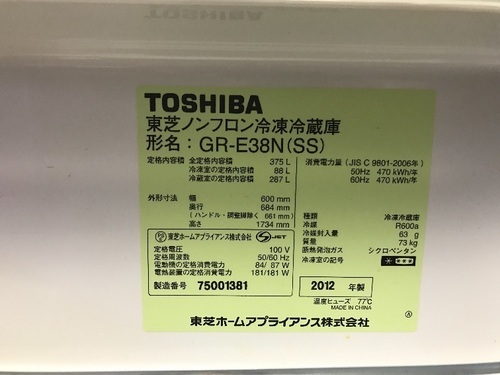 TOSHIBA
東芝ノンフロン冷凍冷蔵庫
形名：GR-E38N(SS)
定格内容積 全定格内容積 375 L
冷凍室の定格内容積 88 L
冷蔵室の定格内容積 287 L
消費電力量 (JIS C 9801-2006年)
50Hz 470 kWh/年
60Hz 470 kWh/年
外形寸法 幅 600 mm
奥行 684 mm
(ハンドル・調整脚除く 661 mm)
高さ 1734 mm
種類 冷凍冷蔵庫
冷媒 R600a
冷媒封入量 63 g
質量 73 kg
断熱発泡ガス シクロペンタン
冷凍室の記号
東芝ホームアプライアンス株式会社 JET
定格電圧 100 V
定格周波数 50/60 Hz
電動機の定格消費電力 84/ 87 W
電熱装置の定格消費電力 181/181 W
製造番号 75001381
2012 年製
温度ヒューズ 77℃
MADE IN CHINA
東芝ホームアプライアンス株式会社
A